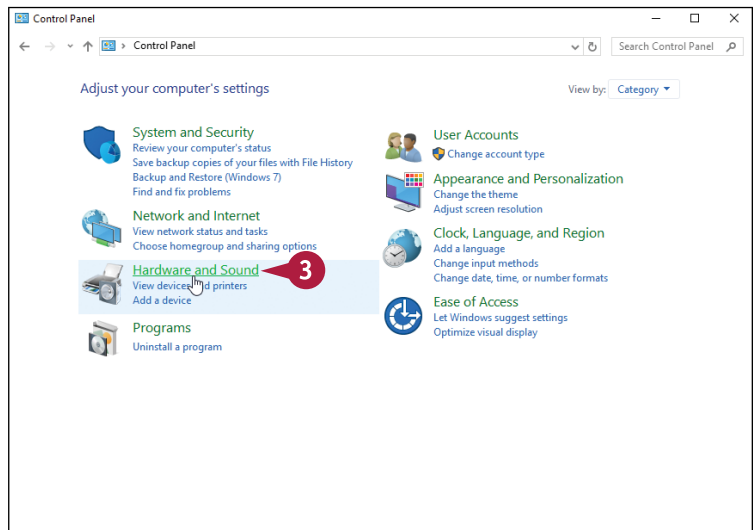 Control Panel
Control Panel
Search Control Panel
Adjust your computer's settings
View by: Category
System and Security
Review your computer's status
Save backup copies of your files with File History
Backup and Restore (Windows 7)
Find and fix problems
Network and Internet
View network status and tasks
Choose homegroup and sharing options
Hardware and Sound
3
View devices and printers
Add a device
Programs
Uninstall a program
User Accounts
Change account type
Appearance and Personalization
Change the theme
Adjust screen resolution
Clock, Language, and Region
Add a language
Change input methods
Change date, time, or number formats
Ease of Access
Let Windows suggest settings
Optimize visual display